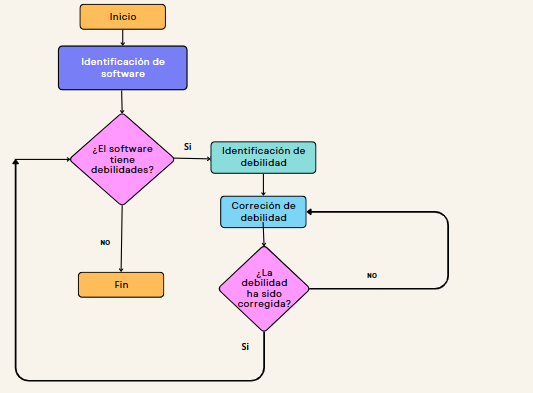 Inicio
Identificación de
software
¿El software
tiene
debilidades?
Si
Identificación de
debilidad
Correción de
debilidad
NO
Fin
¿La
debilidad
ha sido
corregida?
NO
Si